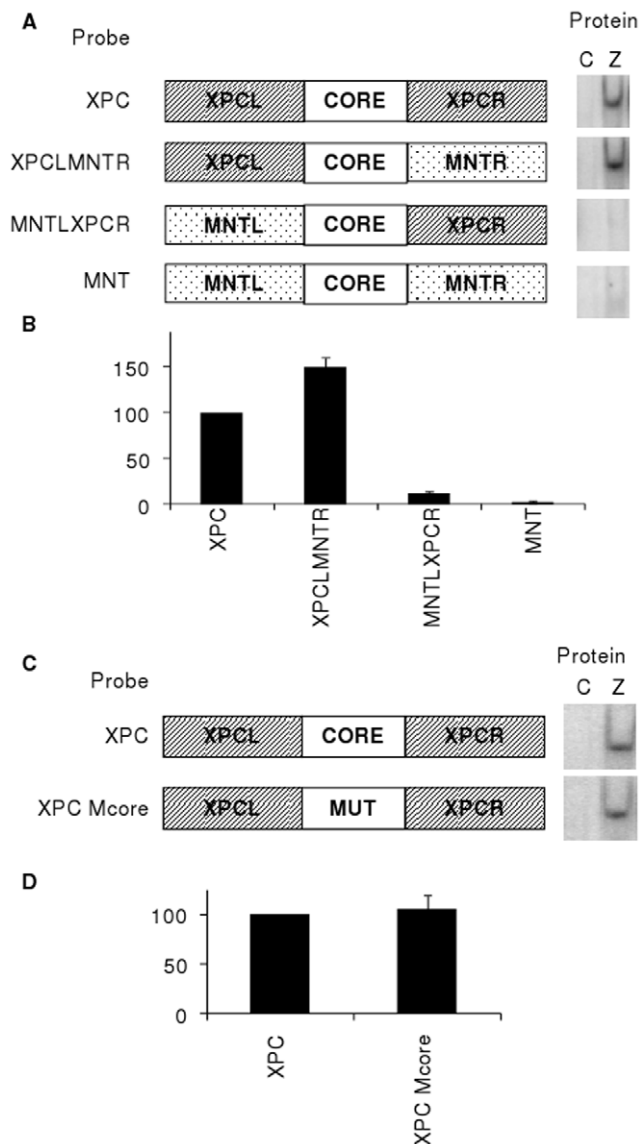 A
Probe
Protein
C Z
XPC
XPCL CORE XPCR
XPCLMNTR
XPCL CORE MNTR
MNTLXPCR
MNTL CORE XPCR
MNT
MNTL CORE MNTR
B
150
100
50
0
XPC
XPCLMNTR
MNTLXPCR
MNT
C
Probe
Protein
C Z
XPC
XPCL CORE XPCR
XPC Mcore
XPCL MUT XPCR
D
100
50
0
XPC
XPC Mcore